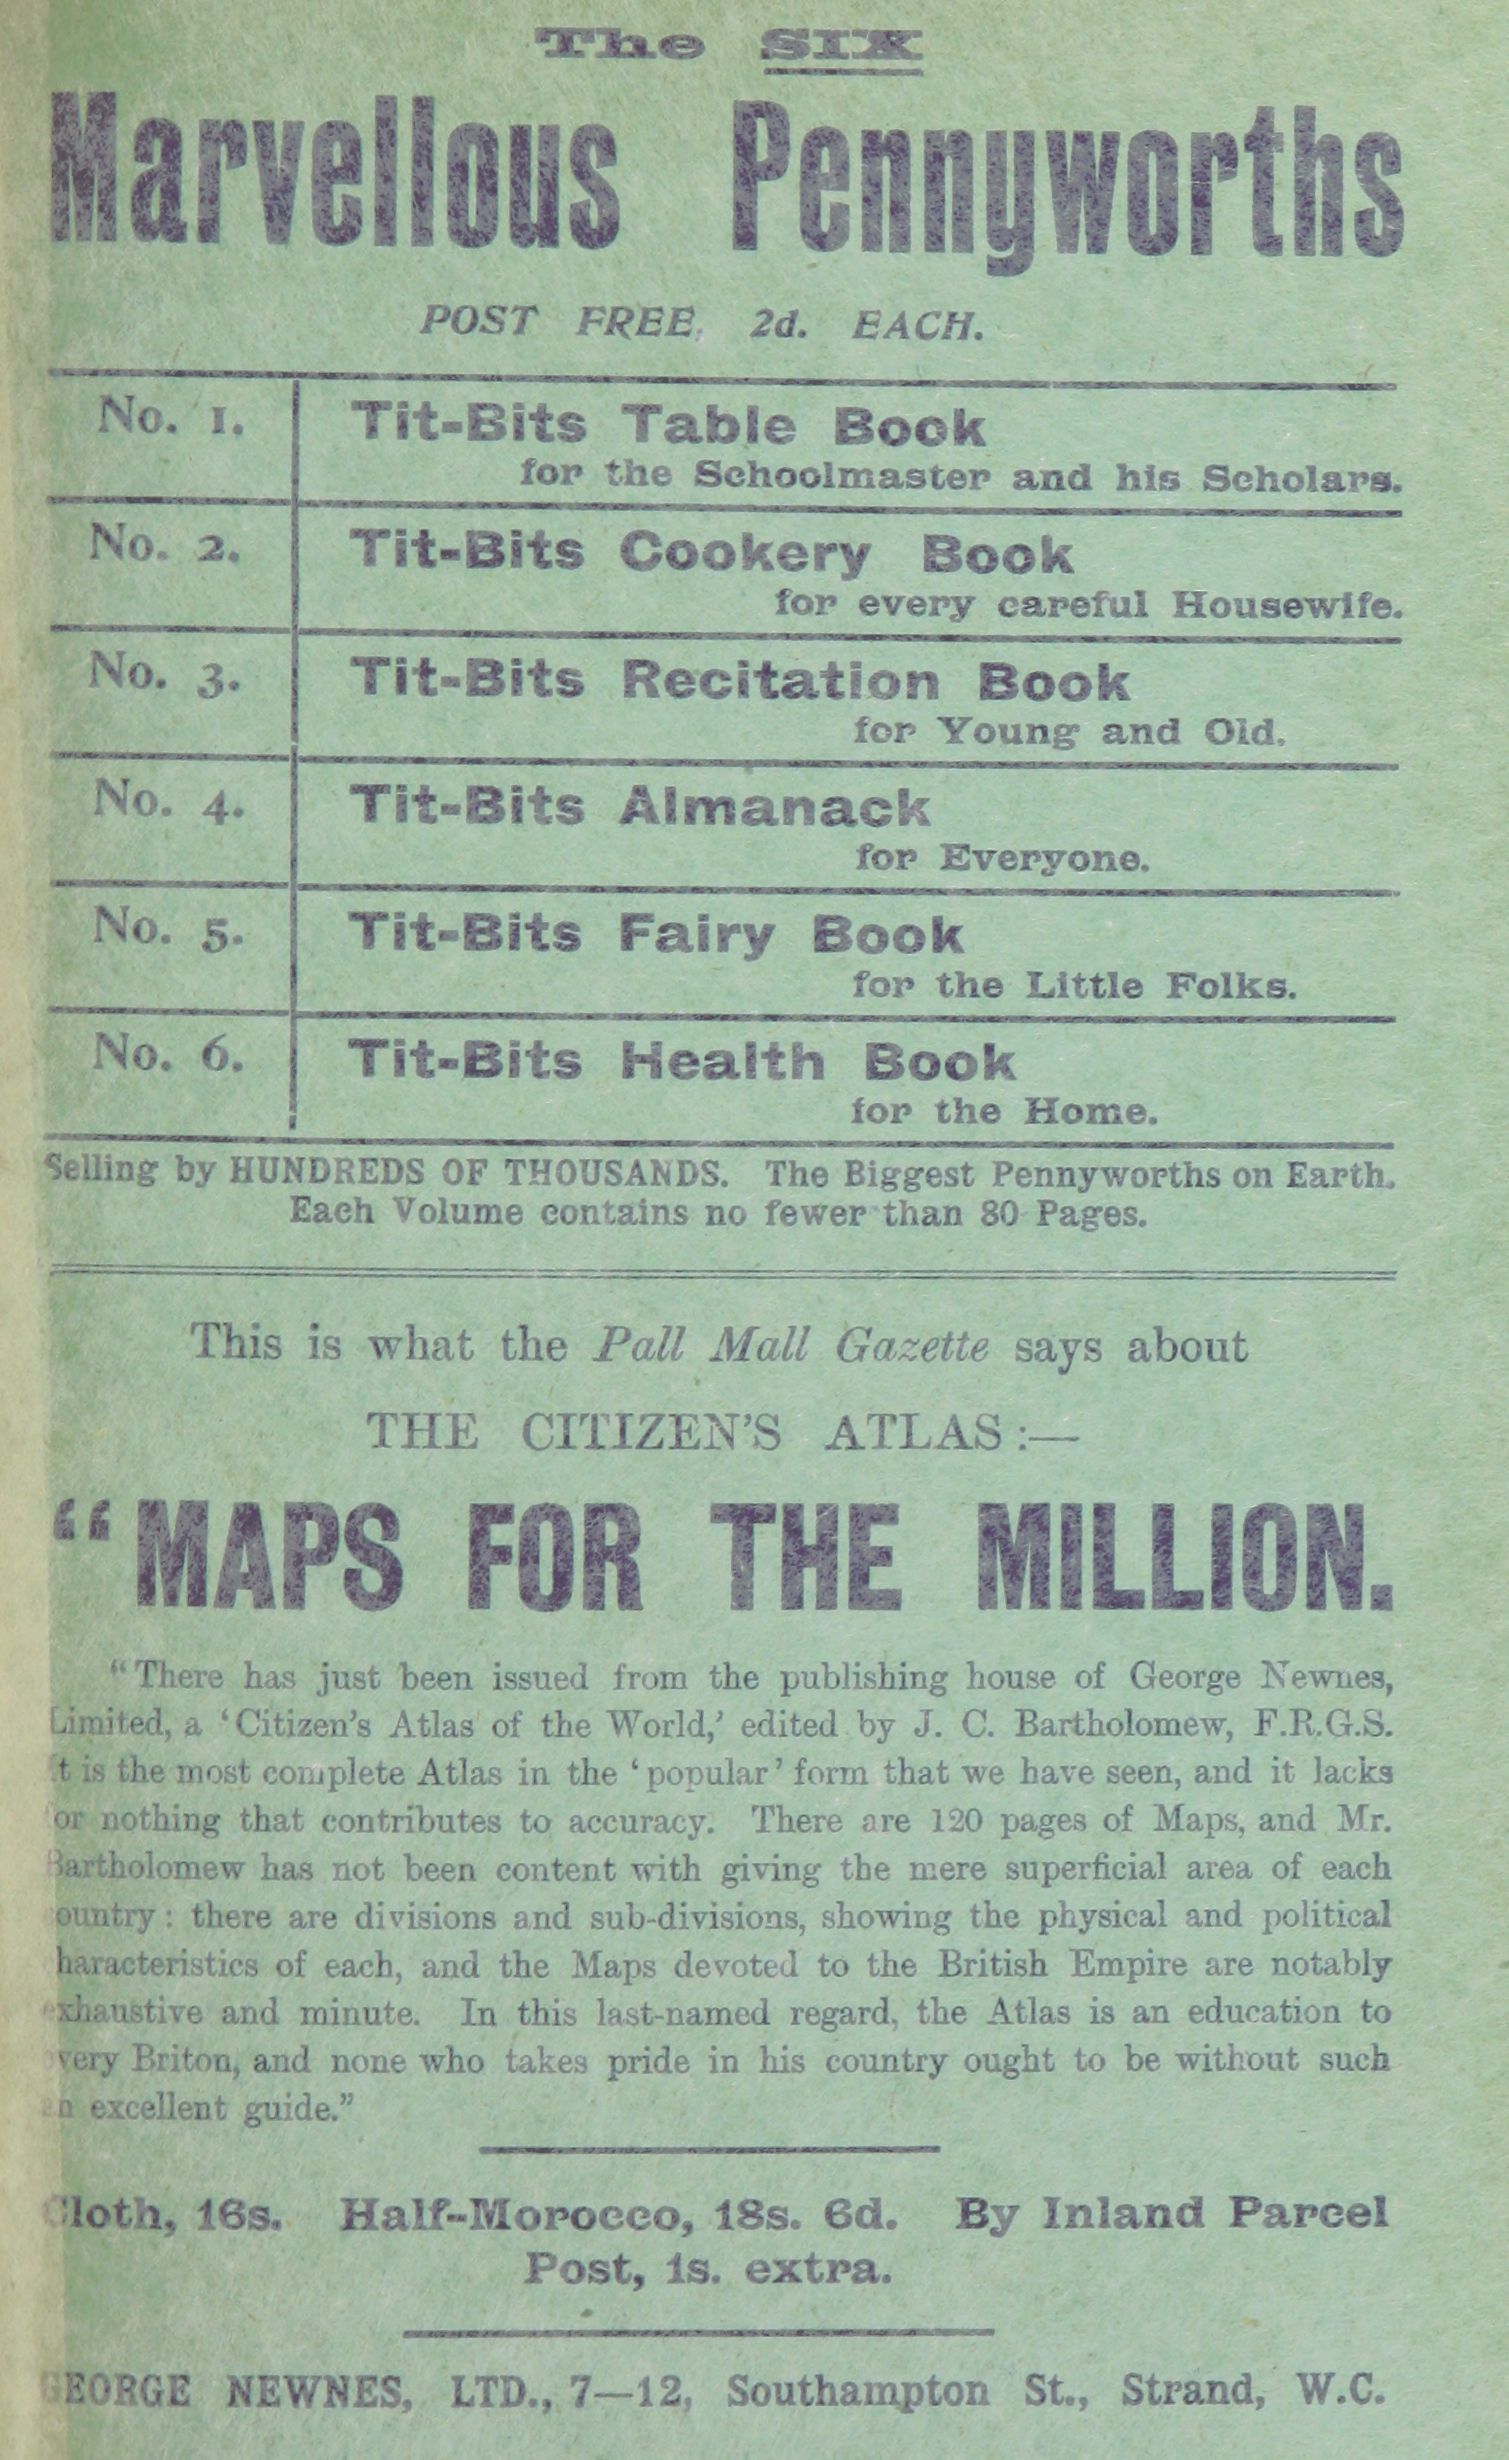 The SIX
Marvellous Pennyworths
POST FREE, 2d. EACH.
No. 1.
Tit-Bits Table Book
for the Schoolmaster and his Scholars.
No. 2.
Tit-Bits Cookery Book
for every careful Housewife.
No. 3.
Tit-Bits Recitation Book
for Young and Old.
No. 4.
Tit-Bits Almanack
for Everyone.
No. 5.
Tit-Bits Fairy Book
for the Little Folks.
No. 6.
Tit-Bits Health Book
for the Home.
Selling by HUNDREDS OF THOUSANDS. The Biggest Pennyworths on Earth.
Each Volume contains no fewer than 80 Pages.
This is what the Pall Mall Gazette says about
THE CITIZEN'S ATLAS:—
“MAPS FOR THE MILLION.
“There has just been issued from the publishing house of George Newnes,
Limited, a ‘Citizen's Atlas of the World,’ edited by J. C. Bartholomew, F.R.G.S.
It is the most complete Atlas in the ‘popular’ form that we have seen, and it lacks
for nothing that contributes to accuracy. There are 120 pages of Maps, and Mr.
Bartholomew has not been content with giving the mere superficial area of each
country: there are divisions and sub-divisions, showing the physical and political
characteristics of each, and the Maps devoted to the British Empire are notably
exhaustive and minute. In this last-named regard, the Atlas is an education to
every Briton, and none who takes pride in his country ought to be without such
an excellent guide.”
Cloth, 16s. Half-Morocco, 18s. 6d. By Inland Parcel
Post, 1s. extra.
GEORGE NEWNES, LTD., 7—12, Southampton St., Strand, W.C.